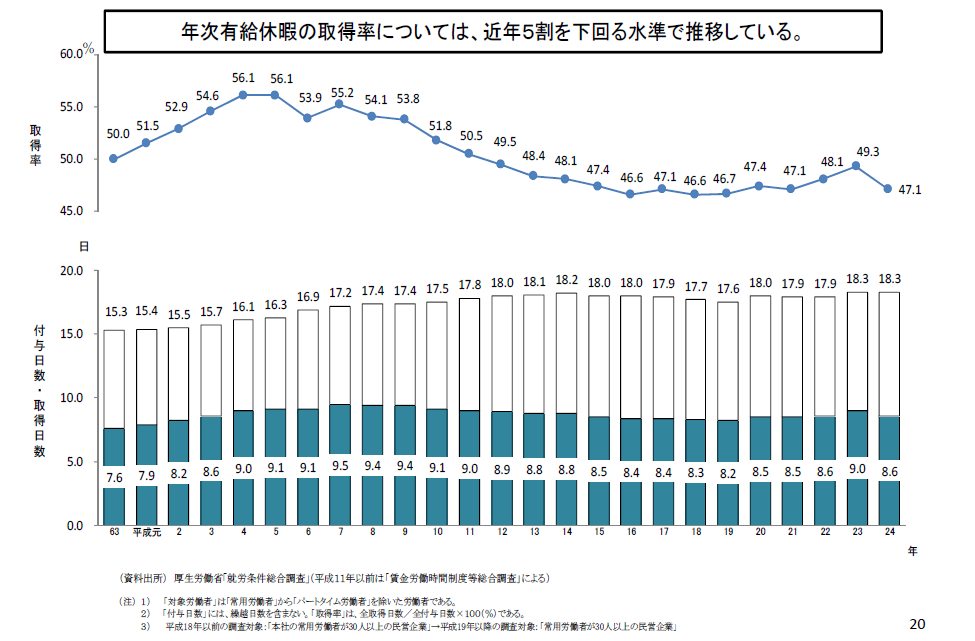 年次有給休暇の取得率については、近年５割を下回る水準で推移している。
%
60.0
55.0
50.0
45.0
取得率
50.0 51.5 52.9 54.6 56.1 56.1 53.9 55.2 54.1 53.8 51.8 50.5 49.5 48.4 48.1 47.4 46.6 47.1 46.6 46.7 47.4 47.1 48.1 49.3 47.1
日
20.0
15.0
10.0
5.0
0.0
付与日数・取得日数
15.3 15.4 15.5 15.7 16.1 16.3 16.9 17.2 17.4 17.4 17.5 17.8 18.0 18.1 18.2 18.0 18.0 17.9 17.7 17.6 18.0 17.9 17.9 18.3 18.3
7.6 7.9 8.2 8.6 9.0 9.1 9.1 9.5 9.4 9.4 9.1 9.0 8.9 8.8 8.8 8.5 8.4 8.4 8.3 8.2 8.5 8.5 8.6 9.0 8.6
63 平成元 2 3 4 5 6 7 8 9 10 11 12 13 14 15 16 17 18 19 20 21 22 23 24
年
（資料出所） 厚生労働省「就労条件総合調査」（平成11年以前は「賃金労働時間制度等総合調査」による）
（注） １） 「対象労働者」は「常用労働者」から「パートタイム労働者」を除いた労働者である。
２） 「付与日数」には、繰越日数を含まない。「取得率」は、全取得日数／全付与日数×100（％）である。
３） 平成18年以前の調査対象：「本社の常用労働者が30人以上の民営企業」→平成19年以降の調査対象：「常用労働者が30人以上の民営企業」
20